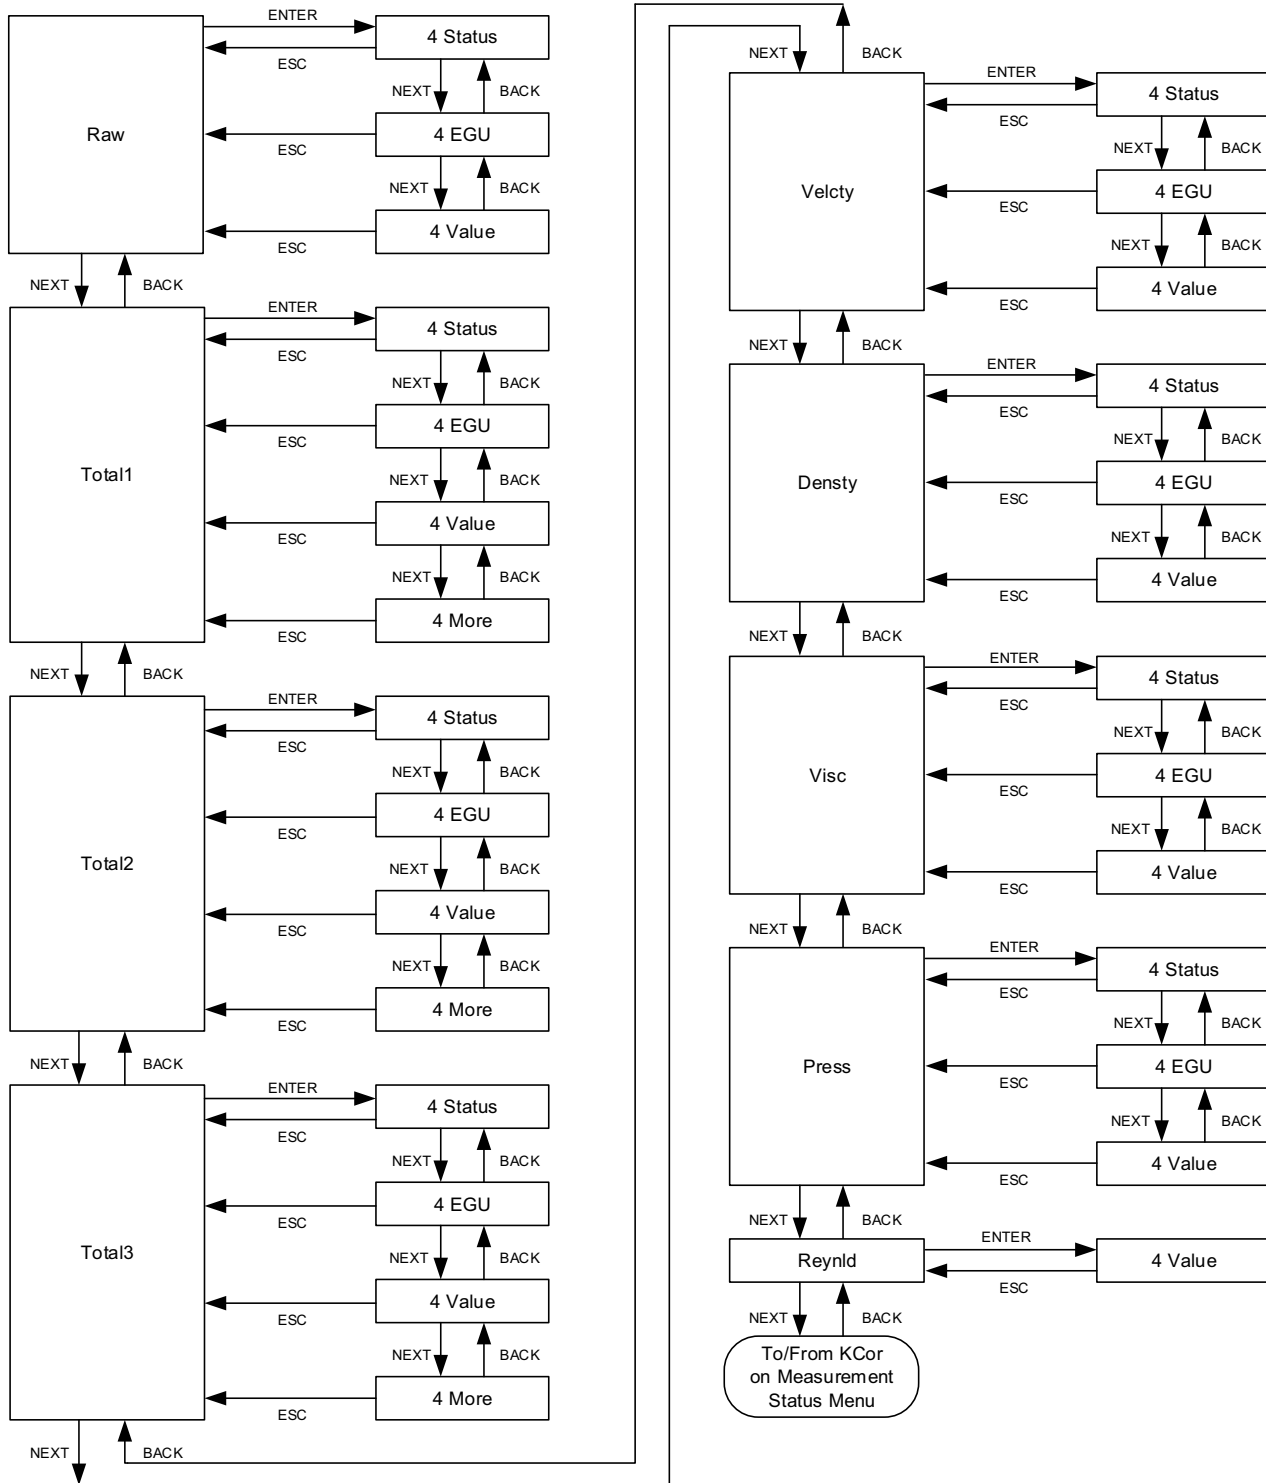 ENTER
4 Status
ESC
NEXT
BACK
Raw
4 EGU
ESC
NEXT
BACK
4 Value
ESC
NEXT
BACK
ENTER
4 Status
ESC
NEXT
BACK
4 EGU
ESC
Total1
NEXT
BACK
4 Value
ESC
NEXT
BACK
4 More
ESC
NEXT
BACK
ENTER
4 Status
ESC
NEXT
BACK
4 EGU
ESC
Total2
NEXT
BACK
4 Value
ESC
NEXT
BACK
4 More
ESC
NEXT
BACK
ENTER
4 Status
ESC
NEXT
BACK
4 EGU
ESC
Total3
NEXT
BACK
4 Value
ESC
NEXT
BACK
4 More
ESC
NEXT
BACK
NEXT
BACK
ENTER
4 Status
ESC
NEXT
BACK
Velcty
4 EGU
ESC
NEXT
BACK
4 Value
ESC
NEXT
BACK
ENTER
4 Status
ESC
NEXT
BACK
Densty
4 EGU
ESC
NEXT
BACK
4 Value
ESC
NEXT
BACK
ENTER
4 Status
ESC
NEXT
BACK
Visc
4 EGU
ESC
NEXT
BACK
4 Value
ESC
NEXT
BACK
ENTER
4 Status
ESC
NEXT
BACK
Press
4 EGU
ESC
NEXT
BACK
4 Value
ESC
NEXT
BACK
ENTER
Reynld
4 Value
ESC
NEXT
BACK
To/From KCor
on Measurement
Status Menu